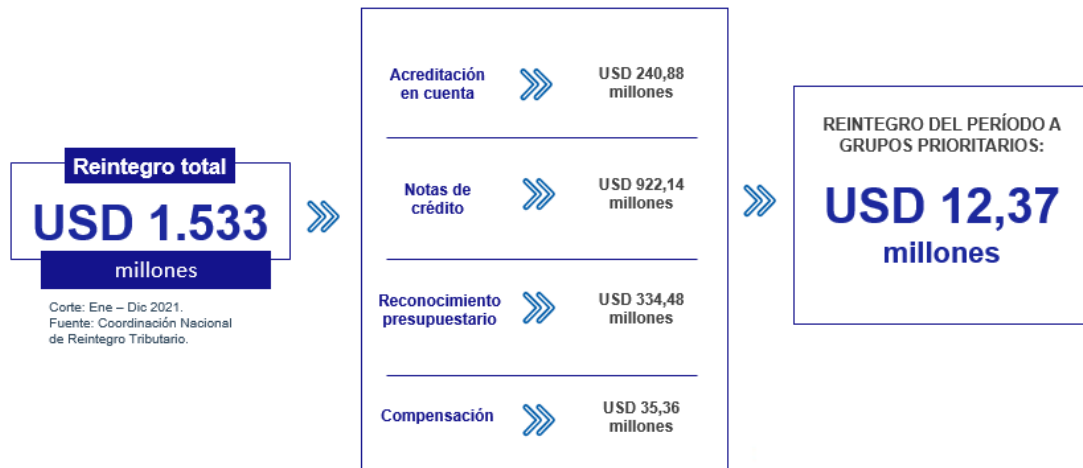 Reintegro total
USD 1.533
millones
Corte: Ene – Dic 2021.
Fuente: Coordinación Nacional
de Reintegro Tributario.
Acreditación
en cuenta
USD 240,88
millones
Notas de
crédito
USD 922,14
millones
Reconocimiento
presupuestario
USD 334,48
millones
Compensación
USD 35,36
millones
REINTEGRO DEL PERÍODO A
GRUPOS PRIORITARIOS:
USD 12,37
millones